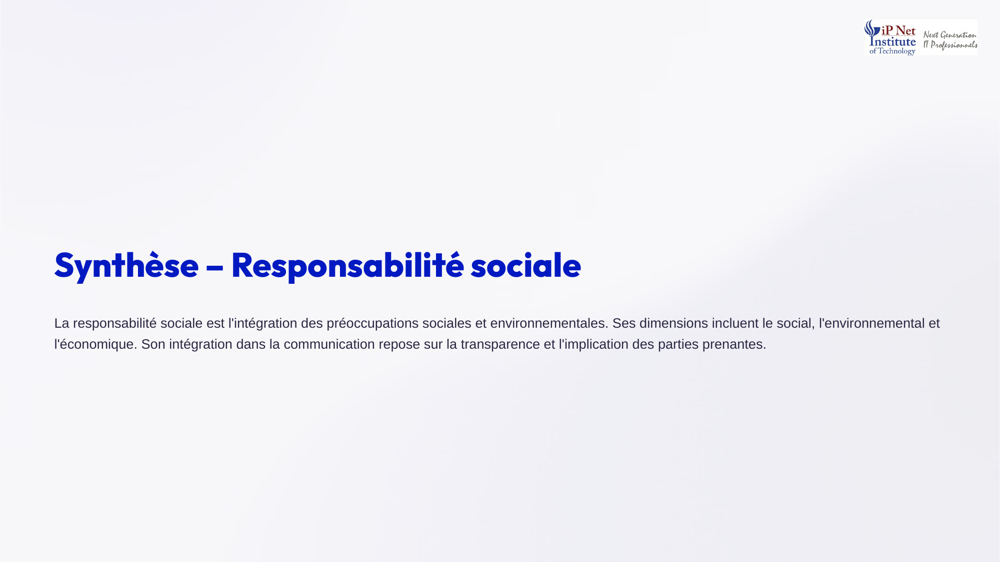 iP Net
Institute
of Technology
Next Generation
IT Professionnels
Synthèse – Responsabilité sociale
La responsabilité sociale est l'intégration des préoccupations sociales et environnementales. Ses dimensions incluent le social, l'environnemental et
l'économique. Son intégration dans la communication repose sur la transparence et l'implication des parties prenantes.